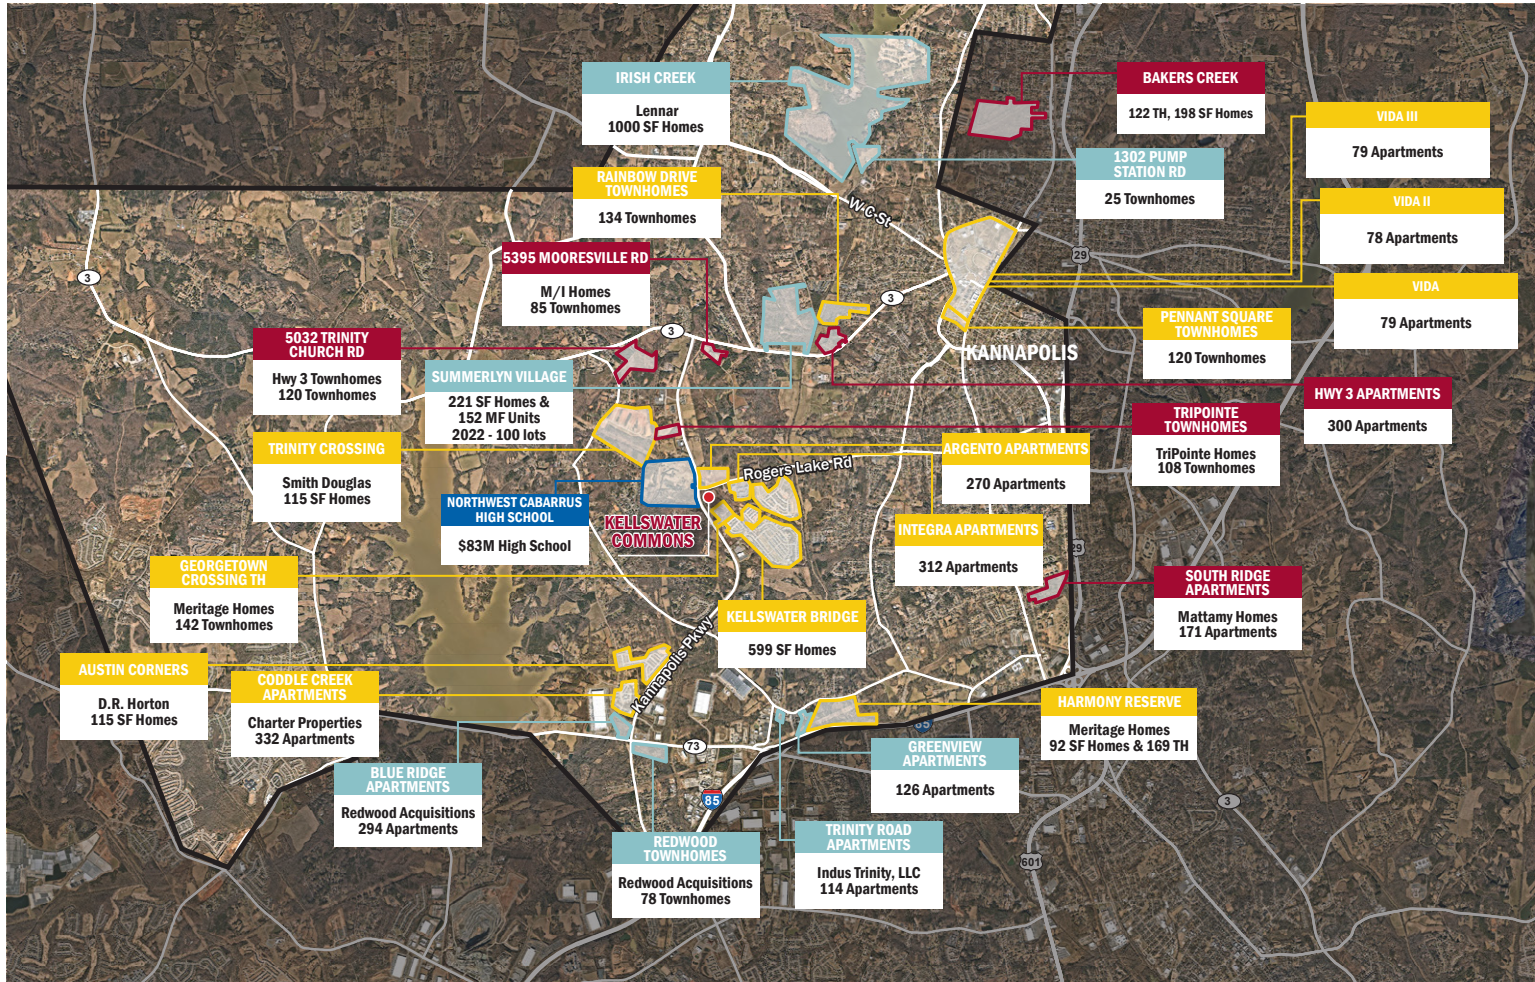 IRISH CREEK
Lennar
1000 SF Homes
BAKERS CREEK
122 TH, 198 SF Homes
VIDA III
79 Apartments
1302 PUMP
STATION RD
25 Townhomes
RAINBOW DRIVE
TOWNHOMES
134 Townhomes
VIDA II
78 Apartments
W C St
29
5395 MOORESVILLE RD
M/I Homes
85 Townhomes
3
3
VIDA
79 Apartments
PENNANT SQUARE
TOWNHOMES
120 Townhomes
3
KANNAPOLIS
5032 TRINITY
CHURCH RD
Hwy 3 Townhomes
120 Townhomes
SUMMERLYN VILLAGE
221 SF Homes &
152 MF Units
2022 - 100 lots
HWY 3 APARTMENTS
300 Apartments
TRIPOINTE
TOWNHOMES
TriPointe Homes
108 Townhomes
TRINITY CROSSING
Smith Douglas
115 SF Homes
ARGENTO APARTMENTS
270 Apartments
Rogers Lake Rd
NORTHWEST CABARRUS
HIGH SCHOOL
$83M High School
KELLSWATER
COMMONS
INTEGRA APARTMENTS
312 Apartments
29
GEORGETOWN
CROSSING TH
Meritage Homes
142 Townhomes
SOUTH RIDGE
APARTMENTS
Mattamy Homes
171 Apartments
KELLSWATER BRIDGE
599 SF Homes
Kannapolis Pkwy
AUSTIN CORNERS
D.R. Horton
115 SF Homes
CODDLE CREEK
APARTMENTS
Charter Properties
332 Apartments
HARMONY RESERVE
Meritage Homes
92 SF Homes & 169 TH
85
73
GREENVIEW
APARTMENTS
126 Apartments
BLUE RIDGE
APARTMENTS
Redwood Acquisitions
294 Apartments
85
3
REDWOOD
TOWNHOMES
Redwood Acquisitions
78 Townhomes
TRINITY ROAD
APARTMENTS
Indus Trinity, LLC
114 Apartments
601